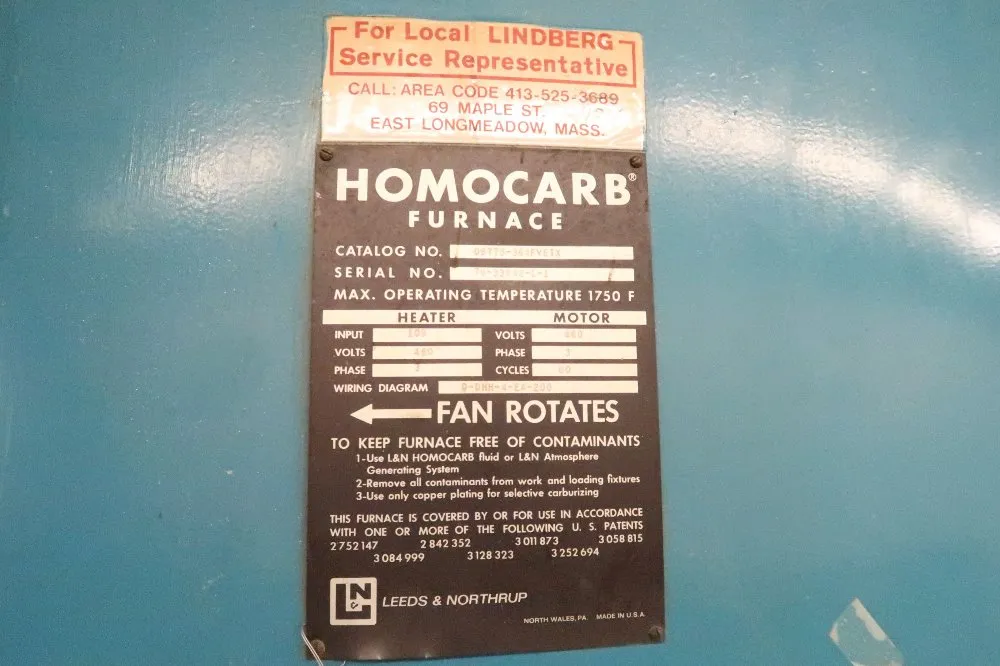 For Local LINDBERG
Service Representative
CALL: AREA CODE 413-525-3689
69 MAPLE ST.
EAST LONGMEADOW, MASS.
HOMOCARB®
FURNACE
CATALOG NO.
SERIAL NO.
MAX. OPERATING TEMPERATURE 1750 F
HEATER MOTOR
INPUT VOLTS 460
VOLTS 480 PHASE 3
PHASE CYCLES 60
WIRING DIAGRAM
FAN ROTATES
TO KEEP FURNACE FREE OF CONTAMINANTS
1-Use L&N HOMOCARB fluid or L&N Atmosphere
Generating System
2-Remove all contaminants from work and loading fixtures
3-Use only copper plating for selective carburizing
THIS FURNACE IS COVERED BY OR FOR USE IN ACCORDANCE
WITH ONE OR MORE OF THE FOLLOWING U. S. PATENTS
2 752 147 2 842 352 3 011 873 3 058 815
3 084 999 3 128 323 3 252 694
L&N LEEDS & NORTHRUP
NORTH WALES, PA. MADE IN U.S.A.